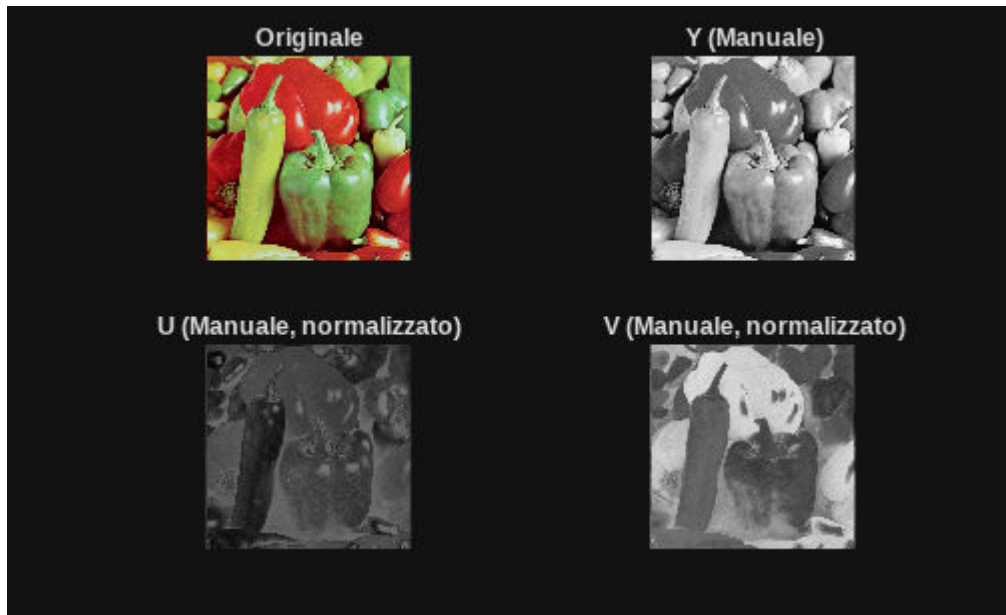 Originale
Y (Manuale)
U (Manuale, normalizzato)
V (Manuale, normalizzato)